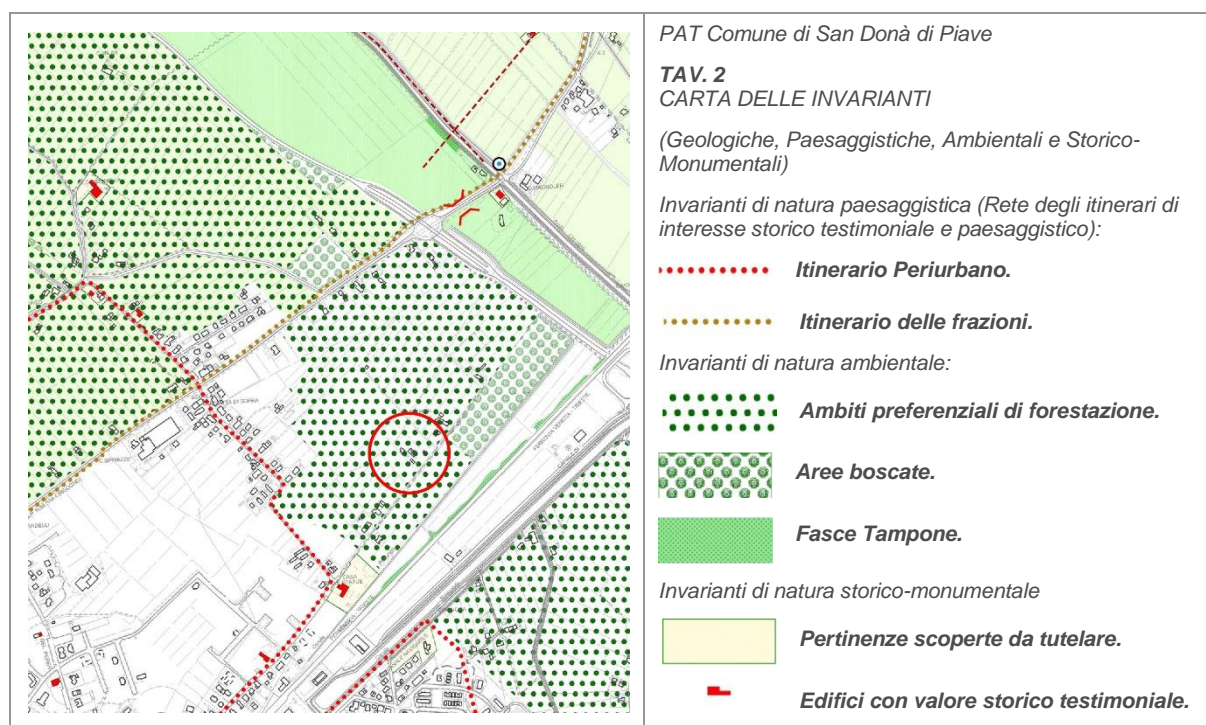 PAT Comune di San Donà di Piave
TAV. 2
CARTA DELLE INVARIANTI
(Geologiche, Paesaggistiche, Ambientali e Storico-
Monumentali)
Invarianti di natura paesaggistica (Rete degli itinerari di
interesse storico testimoniale e paesaggistico):
Itinerario Periurbano.
Itinerario delle frazioni.
Invarianti di natura ambientale:
Ambiti preferenziali di forestazione.
Aree boscate.
Fasce Tampone.
Invarianti di natura storico-monumentale
Pertinenze scoperte da tutelare.
Edifici con valore storico testimoniale.